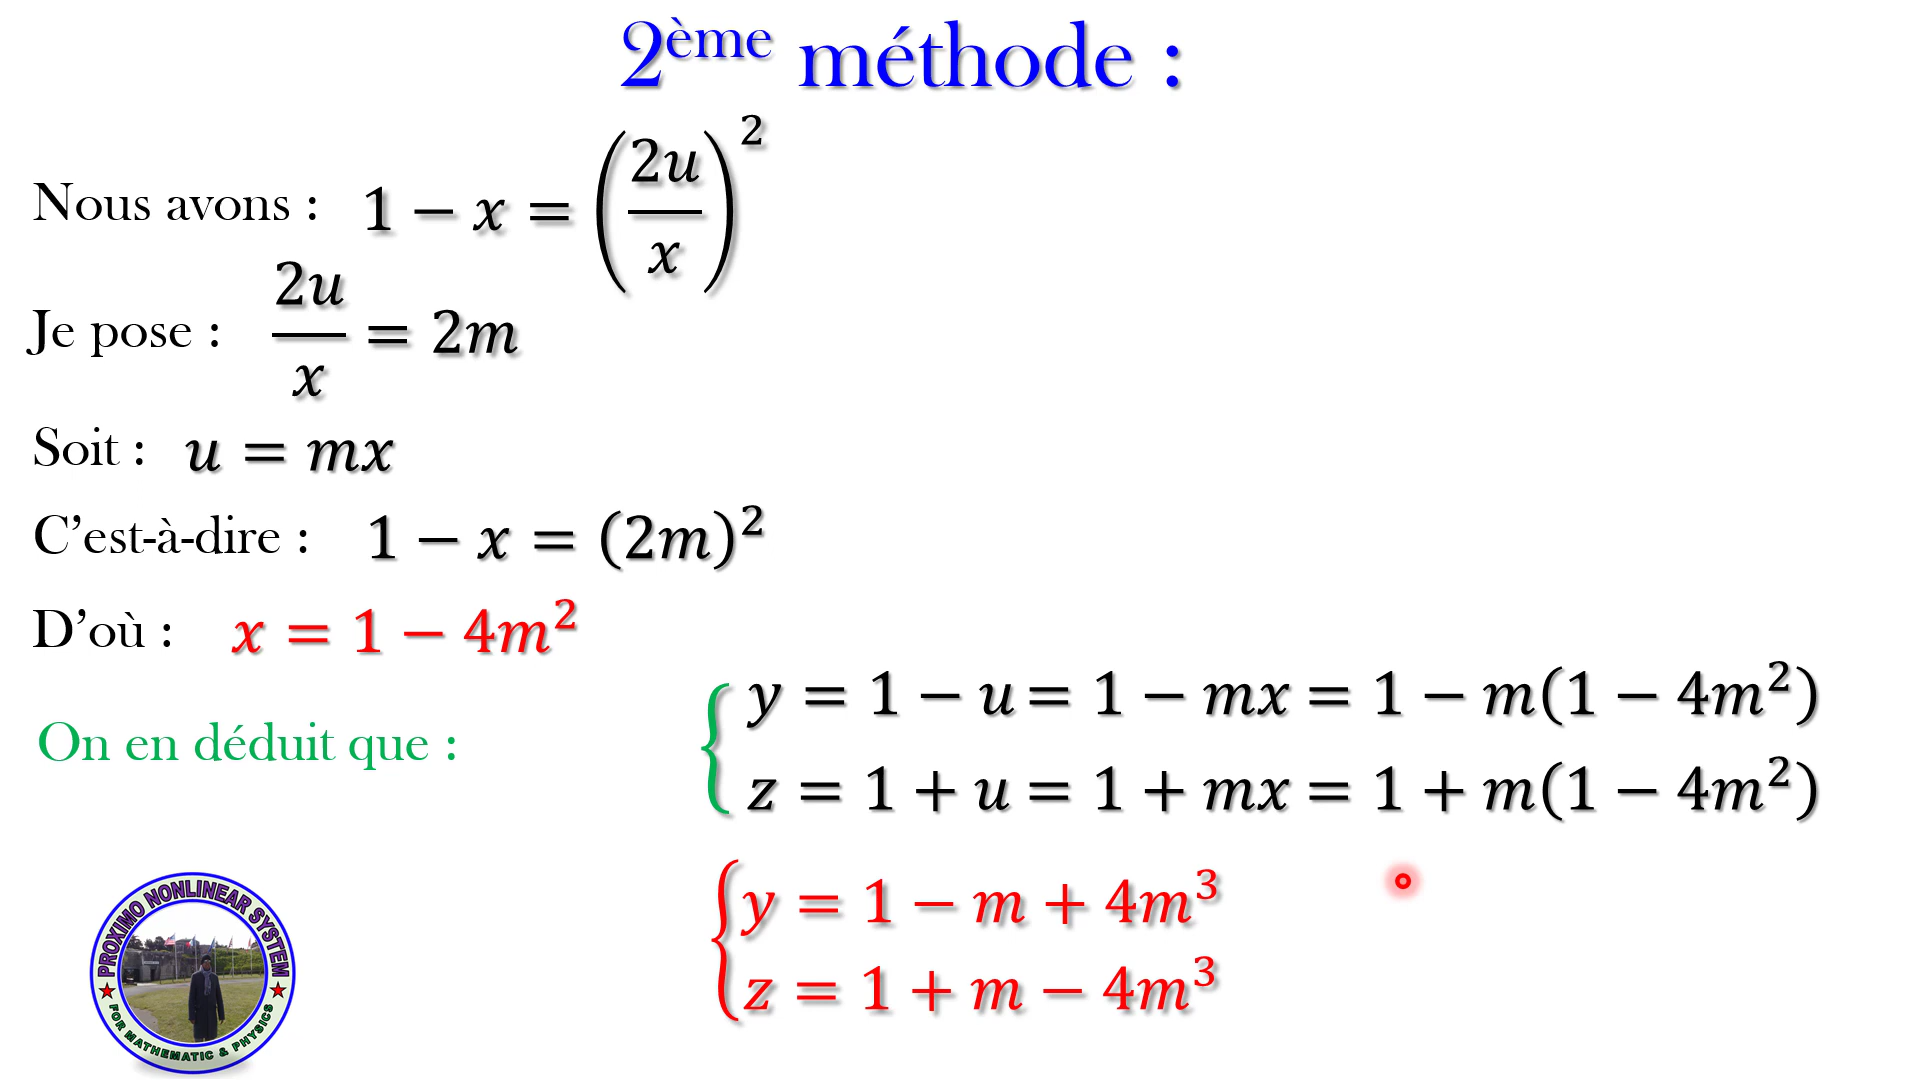 2ème méthode :
Nous avons : 1 − x = (2u/x)²
Je pose : 2u/x = 2m
Soit : u = mx
C’est-à-dire : 1 − x = (2m)²
D’où : x = 1 − 4m²
On en déduit que :
{ y = 1 − u = 1 − mx = 1 − m(1 − 4m²)
z = 1 + u = 1 + mx = 1 + m(1 − 4m²)
{ y = 1 − m + 4m³
z = 1 + m − 4m³
PROXIMO NONLINEAR SYSTEM
★ FOR MATHEMATIC & PHYSICS ★